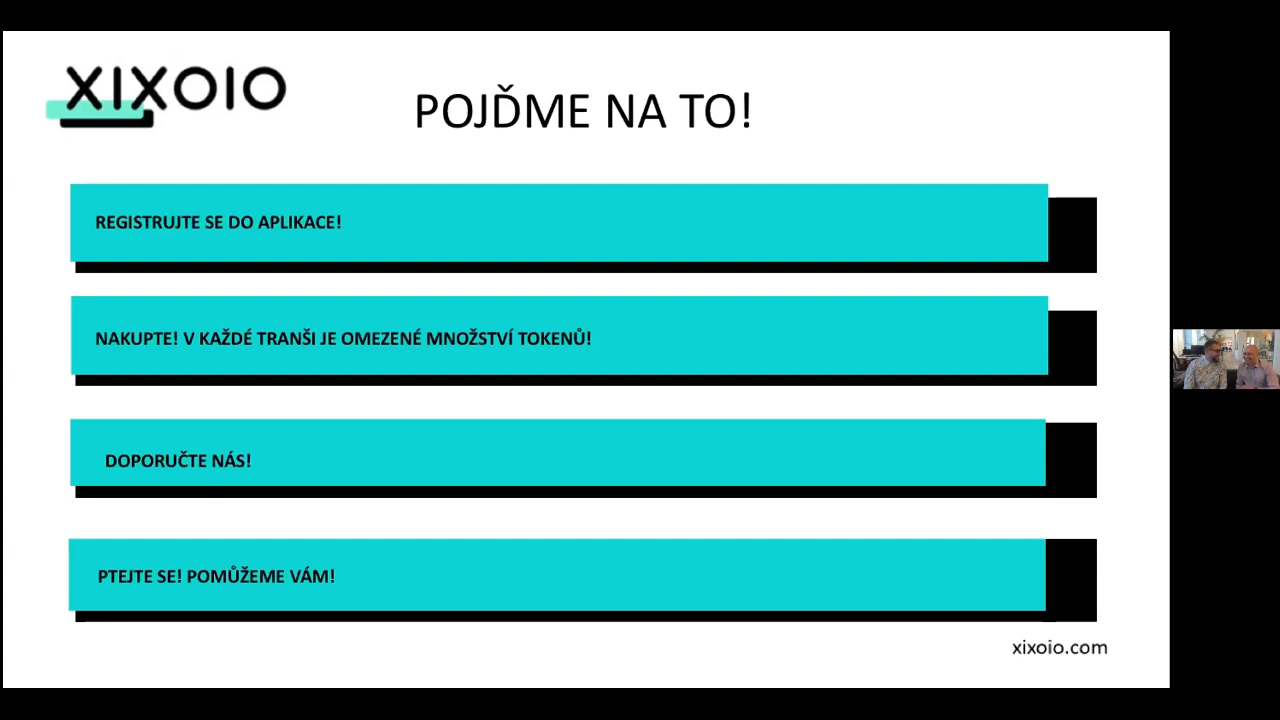 XIXOIO
POJĎME NA TO!
REGISTRUJTE SE DO APLIKACE!
NAKUPTE! V KAŽDÉ TRANŠI JE OMEZENÉ MNOŽSTVÍ TOKENŮ!
DOPORUČTE NÁS!
PTEJTE SE! POMŮŽEME VÁM!
xixoio.com